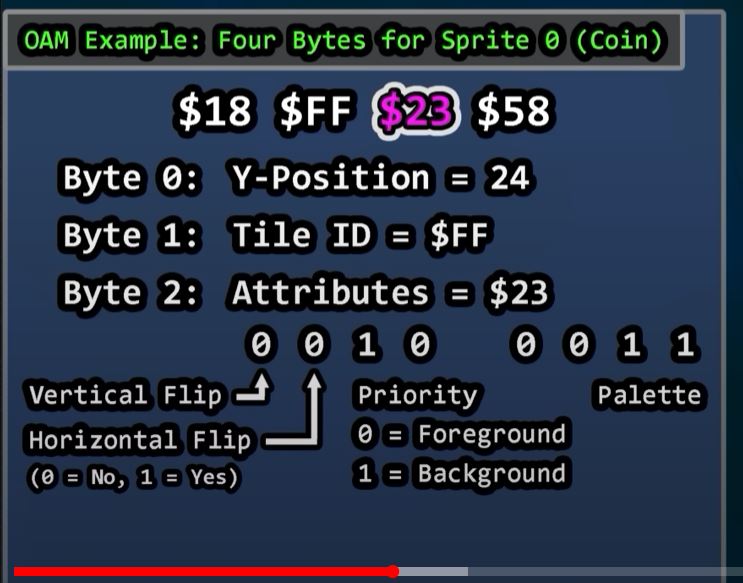 OAM Example: Four Bytes for Sprite 0 (Coin)
$18 $FF $23 $58
Byte 0: Y-Position = 24
Byte 1: Tile ID = $FF
Byte 2: Attributes = $23
0 0 1 0 0 0 1 1
Vertical Flip Priority Palette
Horizontal Flip 0 = Foreground
(0 = No, 1 = Yes) 1 = Background